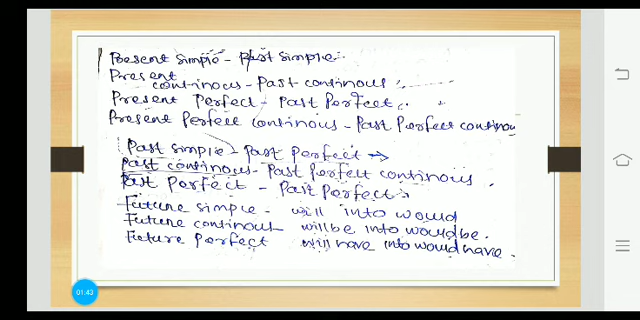 Present simple - Past simple.
Present
continous - Past continous
Present Perfect - Past Perfect
Present Perfect continous - Past Perfect continou
Past simple - Past Perfect →
Past continous - Past Perfect continous
Past Perfect - Past Perfect
Future simple - will into would
Future continous - will be into would be.
Future perfect will have into would have.
01:43